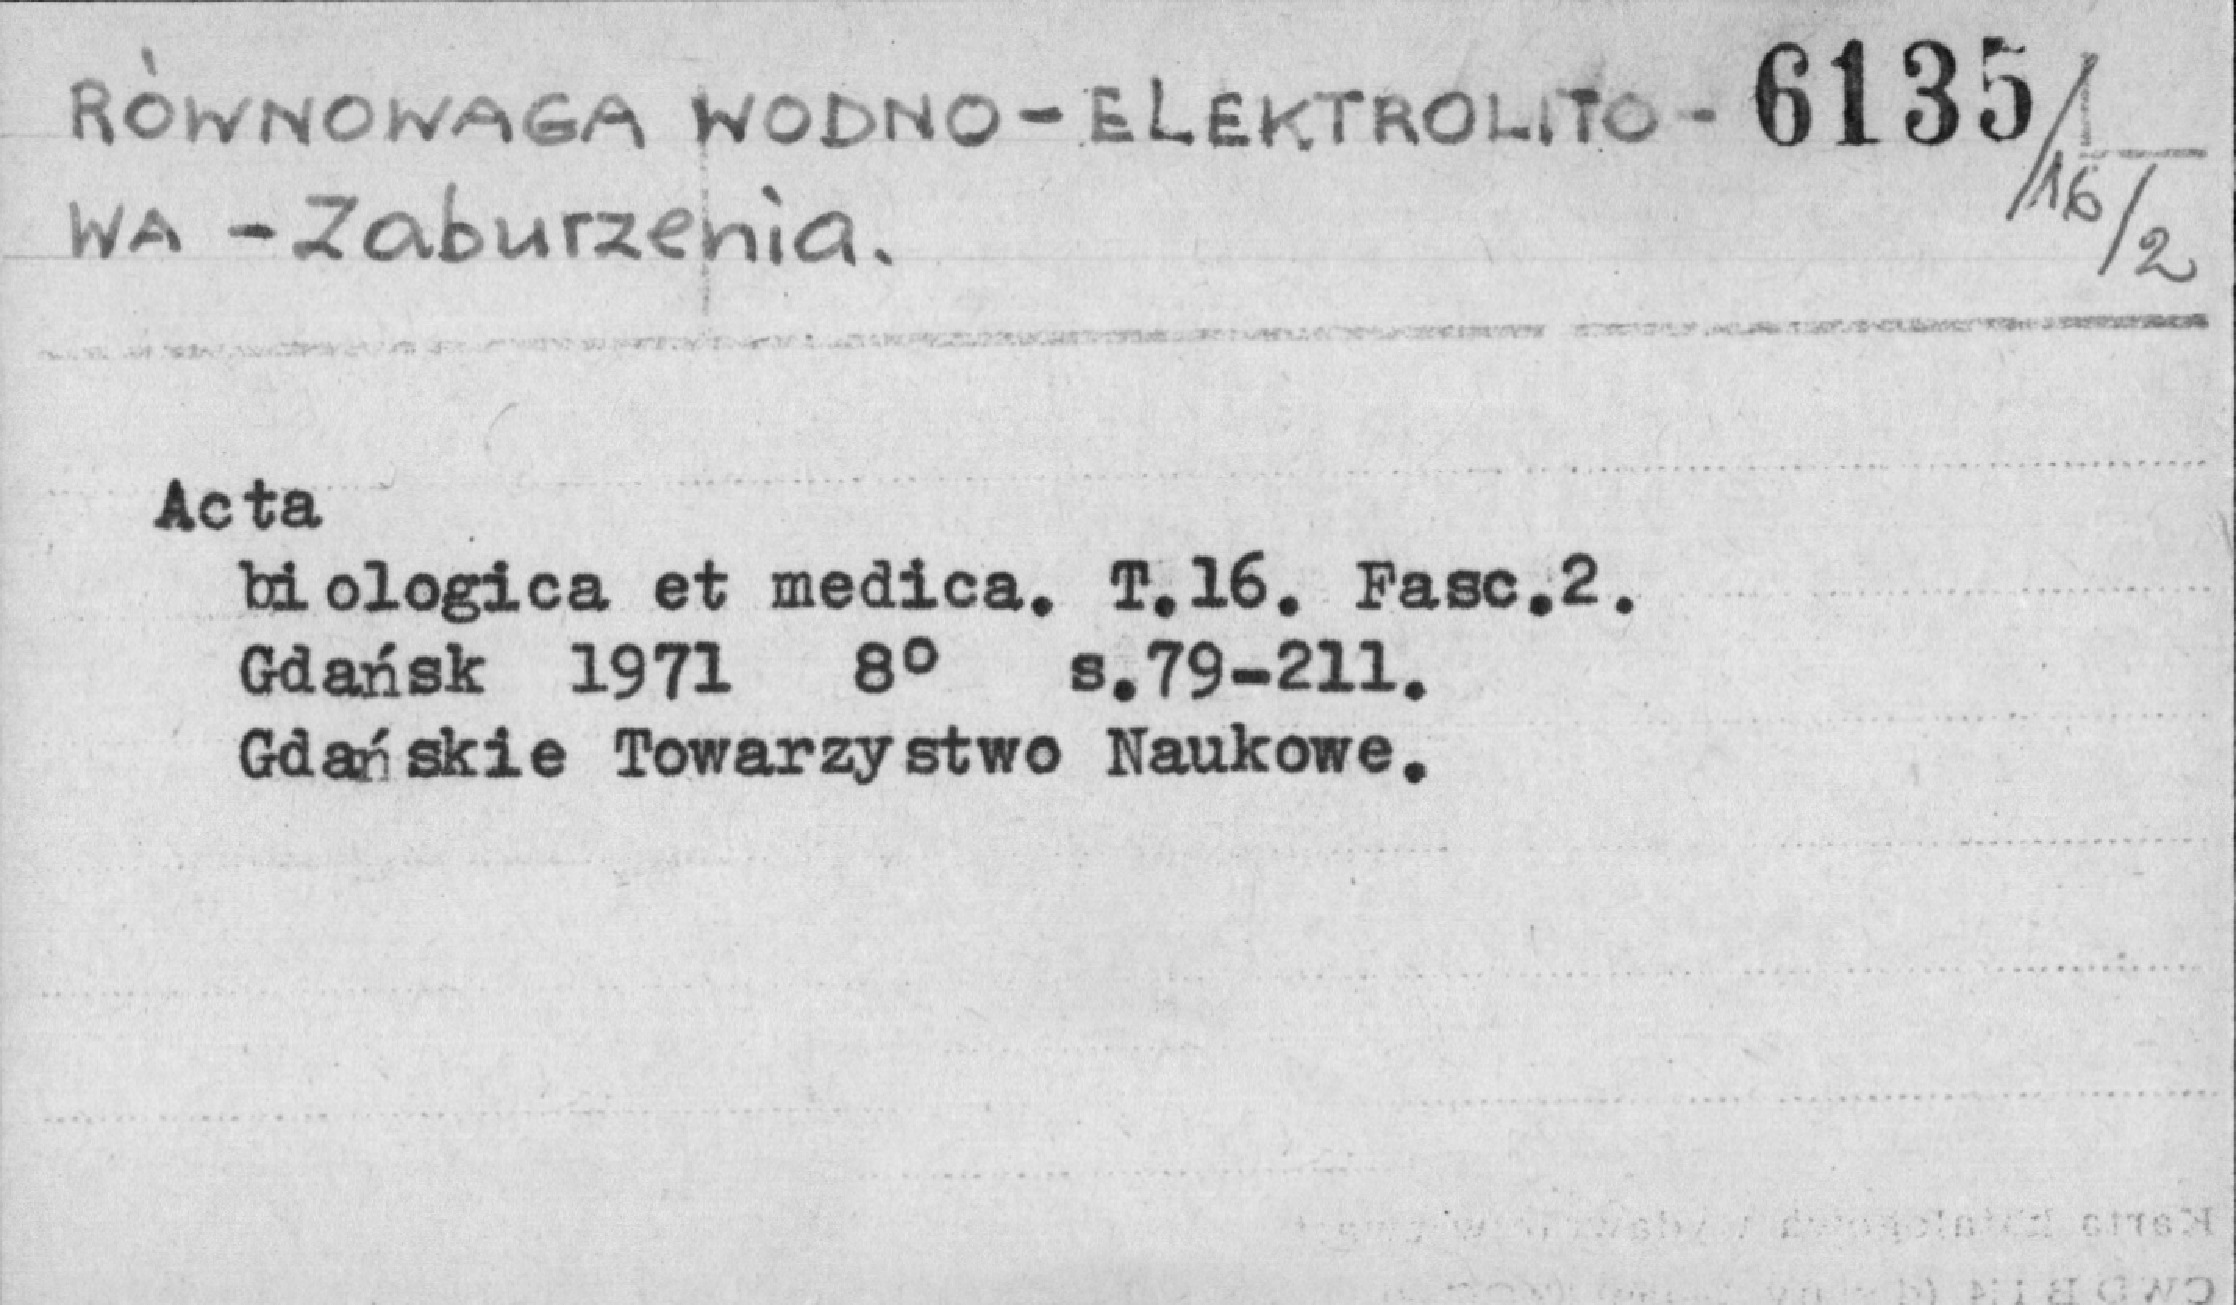 RÓWNOWAGA WODNO-ELEKTROLITO- 6135/I
WA - Zaburzenia. 16/2
Acta
biologica et medica. T.16. Fasc.2.
Gdańsk 1971 8° s.79-211.
Gdańskie Towarzystwo Naukowe.
Karta